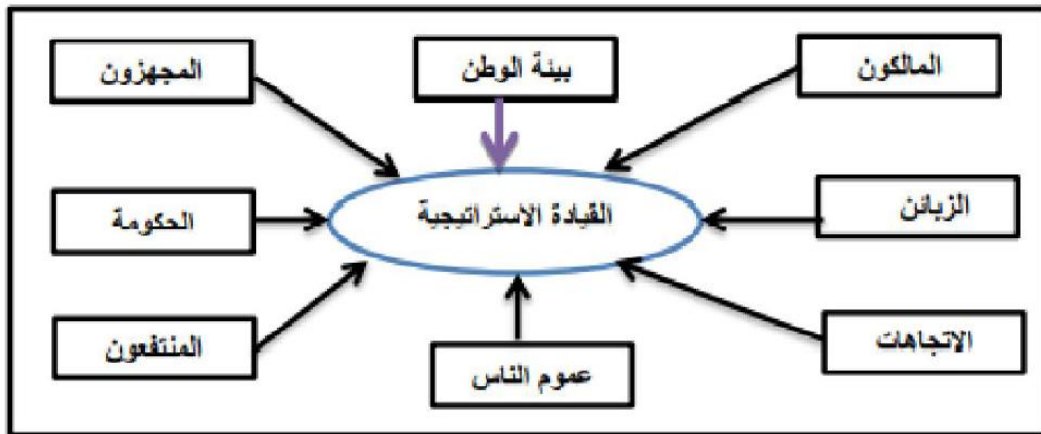 المالكون
بيئة الوطن
المجهزون
الزبائن
القيادة الاستراتيجية
الحكومة
الاتجاهات
عموم الناس
المنتفعون